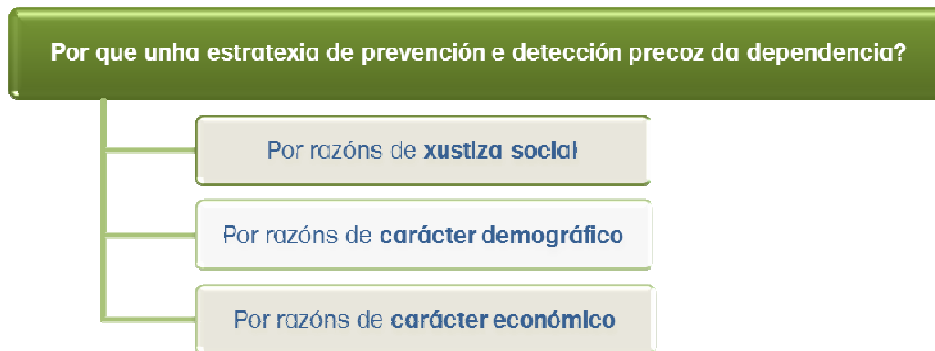 Por que unha estratexia de prevención e detección precoz da dependencia?
Por razóns de xustiza social
Por razóns de carácter demográfico
Por razóns de carácter económico